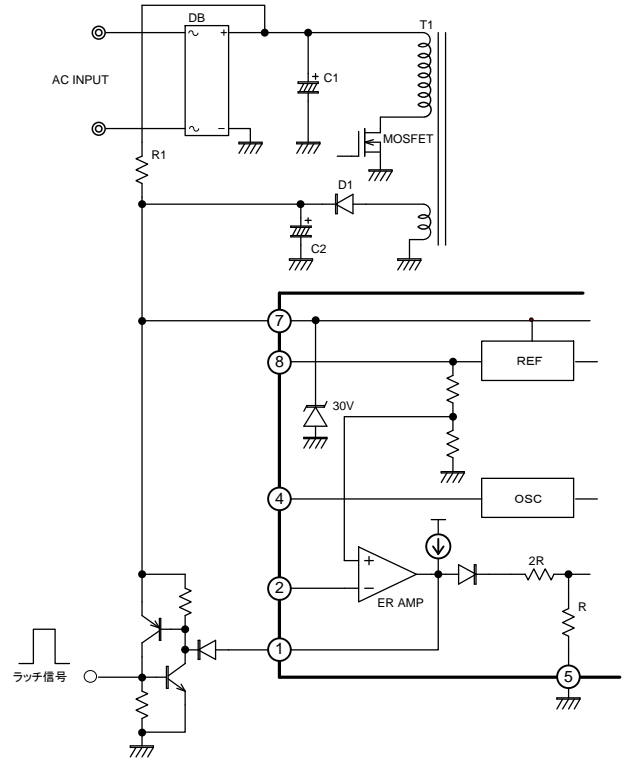 DB
T1
~
+
C1
+
AC INPUT
MOSFET
~
−
R1
D1
+
C2
7
8
REF
30V
4
OSC
+
2R
2
−
ER AMP
R
1
ラッチ信号
5